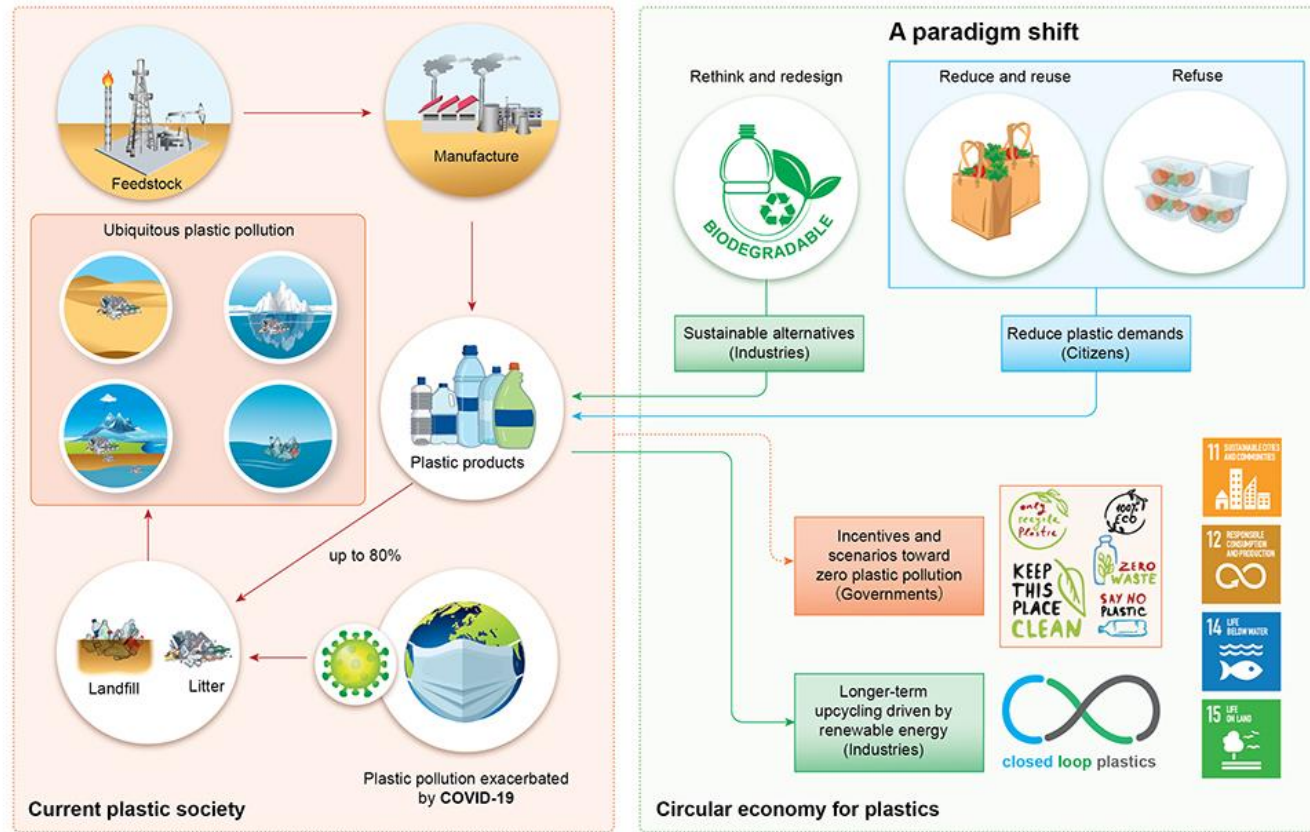 Feedstock
Manufacture
Ubiquitous plastic pollution
Plastic products
up to 80%
Landfill
Litter
Plastic pollution exacerbated
by COVID-19
Current plastic society
A paradigm shift
Rethink and redesign
Reduce and reuse
Refuse
BIODEGRADABLE
Sustainable alternatives
(Industries)
Reduce plastic demands
(Citizens)
Incentives and
scenarios toward
zero plastic pollution
(Governments)
only
recycle
Plastic
100%
ECO
KEEP
THIS
PLACE
CLEAN
ZERO
WASTE
SAY NO
PLASTIC
Longer-term
upcycling driven by
renewable energy
(Industries)
closed loop plastics
11 SUSTAINABLE CITIES
AND COMMUNITIES
12 RESPONSIBLE
CONSUMPTION
AND PRODUCTION
14 LIFE
BELOW WATER
15 LIFE
ON LAND
Circular economy for plastics